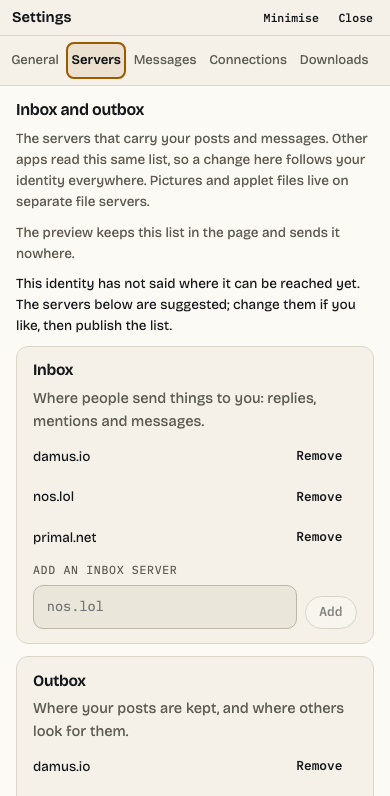 Settings
Minimise
Close
General
Servers
Messages
Connections
Downloads
Inbox and outbox
The servers that carry your posts and messages. Other
apps read this same list, so a change here follows your
identity everywhere. Pictures and applet files live on
separate file servers.
The preview keeps this list in the page and sends it
nowhere.
This identity has not said where it can be reached yet.
The servers below are suggested; change them if you
like, then publish the list.
Inbox
Where people send things to you: replies,
mentions and messages.
damus.io
Remove
nos.lol
Remove
primal.net
Remove
ADD AN INBOX SERVER
nos.lol
Add
Outbox
Where your posts are kept, and where others
look for them.
damus.io
Remove